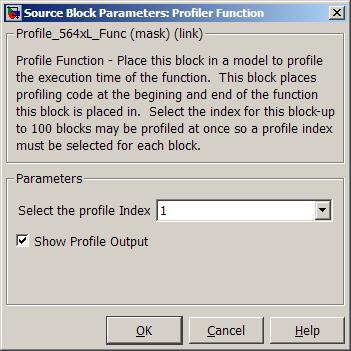 Source Block Parameters: Profiler Function
Profile_564xL_Func (mask) (link)
Profile Function - Place this block in a model to profile
the execution time of the function.  This block places
profiling code at the begining and end of the function
this block is placed in.  Select the index for this block-up
to 100 blocks may be profiled at once so a profile index
must be selected for each block.
Parameters
Select the profile Index 1
Show Profile Output
OK Cancel Help